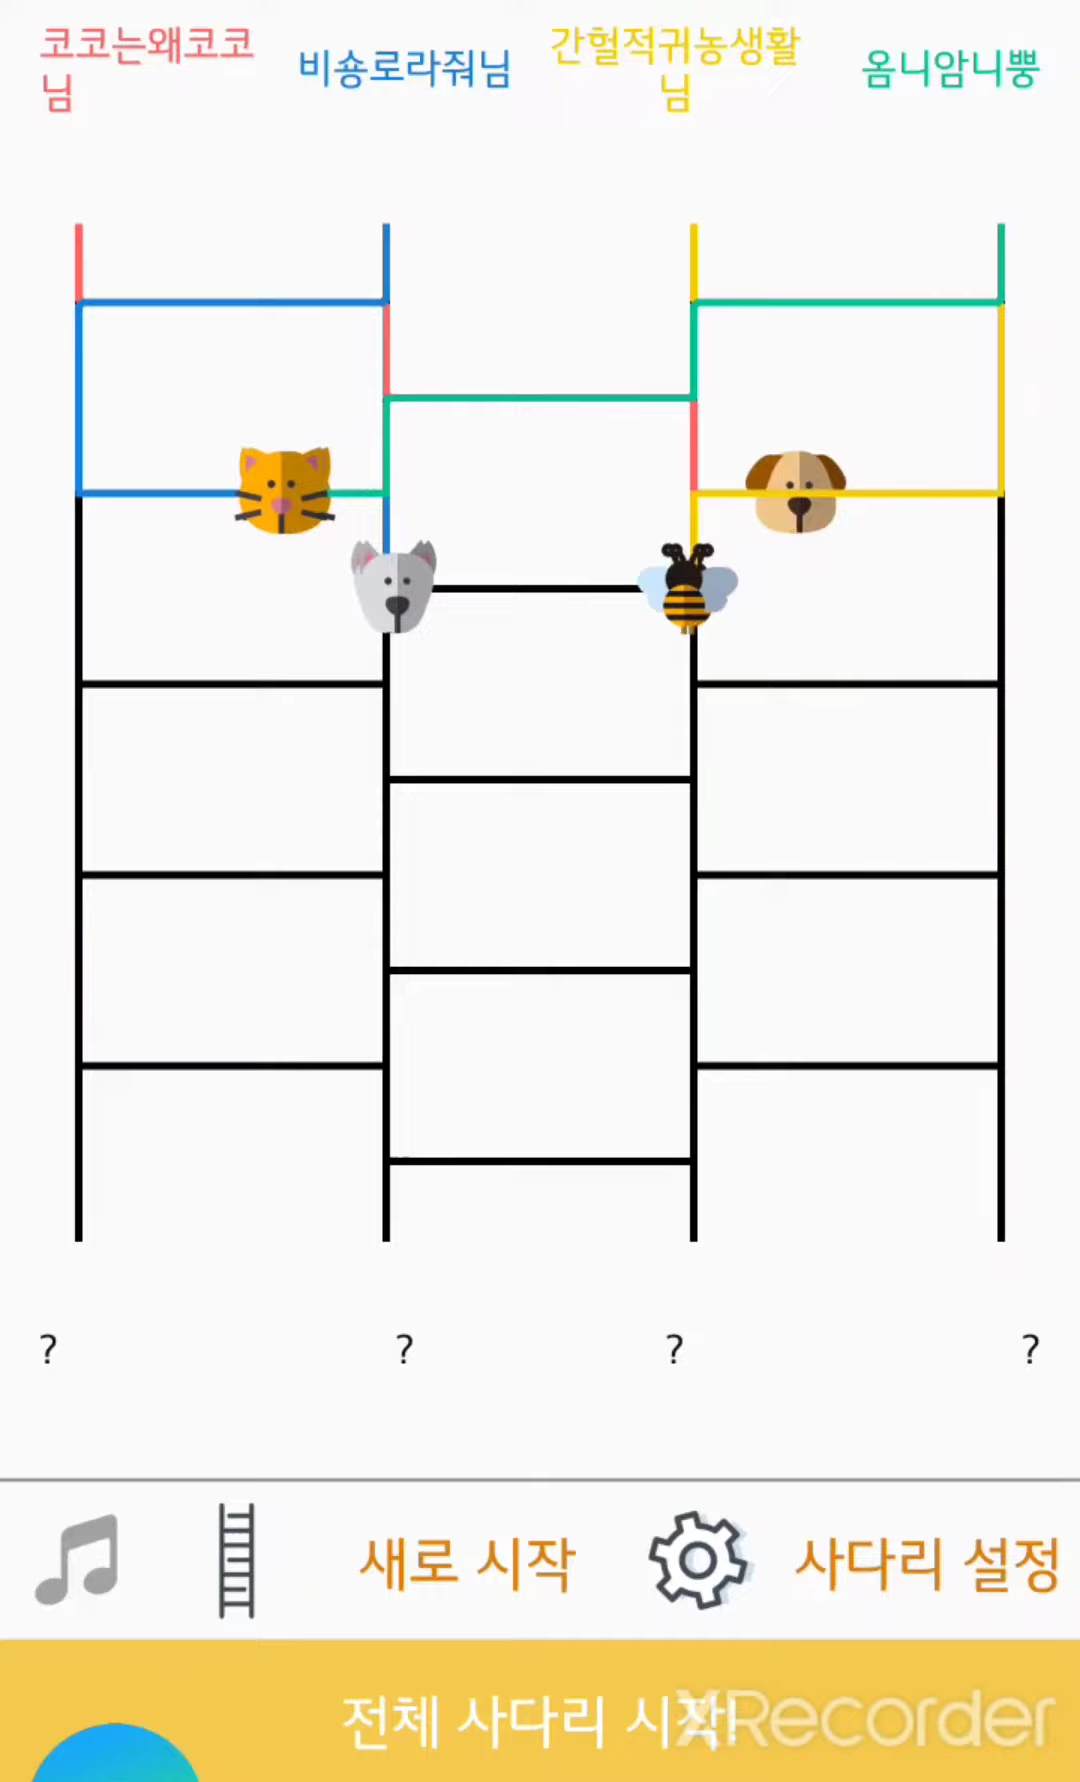 코코는왜코코
님
비숑로라줘님
간헐적귀농생활
님
옴니암니뿡
?
?
?
?
새로 시작
사다리 설정
전체 사다리 시작!
XRecorder